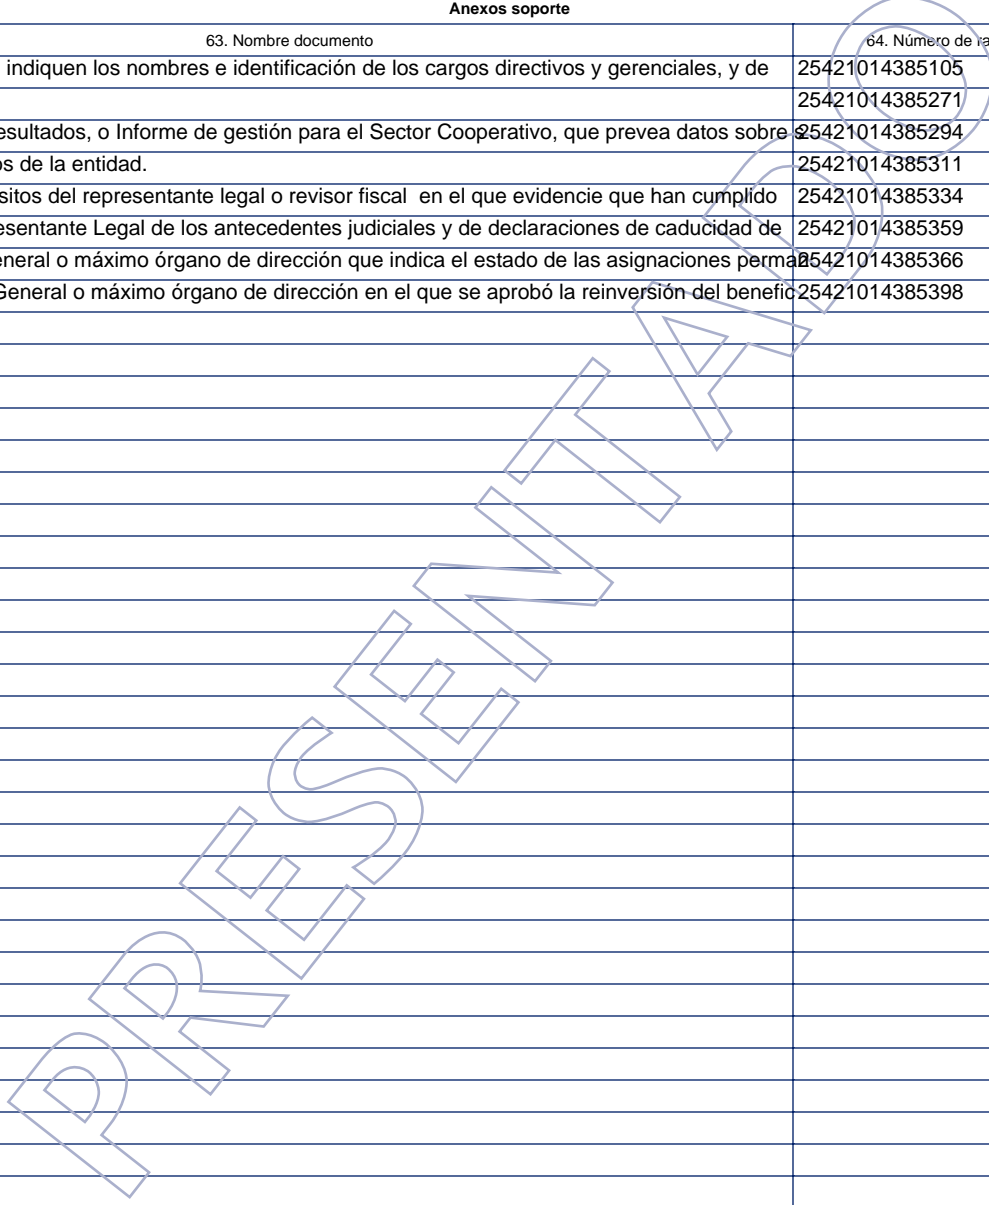 Anexos soporte
63. Nombre documento 64. Número de
indiquen los nombres e identificación de los cargos directivos y gerenciales, y de 25421014385105
25421014385271
esultados, o Informe de gestión para el Sector Cooperativo, que prevea datos sobre 25421014385294
os de la entidad. 25421014385311
sitos del representante legal o revisor fiscal en el que evidencie que han cumplido 25421014385334
esentante Legal de los antecedentes judiciales y de declaraciones de caducidad de 25421014385359
eneral o máximo órgano de dirección que indica el estado de las asignaciones perman 25421014385366
General o máximo órgano de dirección en el que se aprobó la reinversión del benefic 25421014385398
PRESENTADO